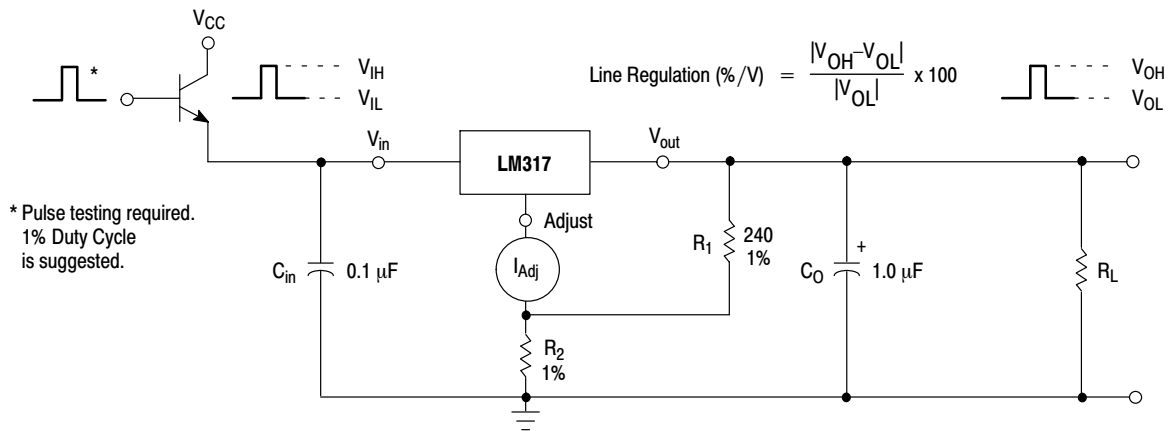 V_CC
*
V_IH
V_IL
Line Regulation (%/V) = |V_OH–V_OL| / |V_OL| x 100
V_OH
V_OL
V_in
LM317
V_out
* Pulse testing required.
1% Duty Cycle
is suggested.
Adjust
I_Adj
C_in
0.1 μF
R_1
240
1%
C_O
+
1.0 μF
R_L
R_2
1%